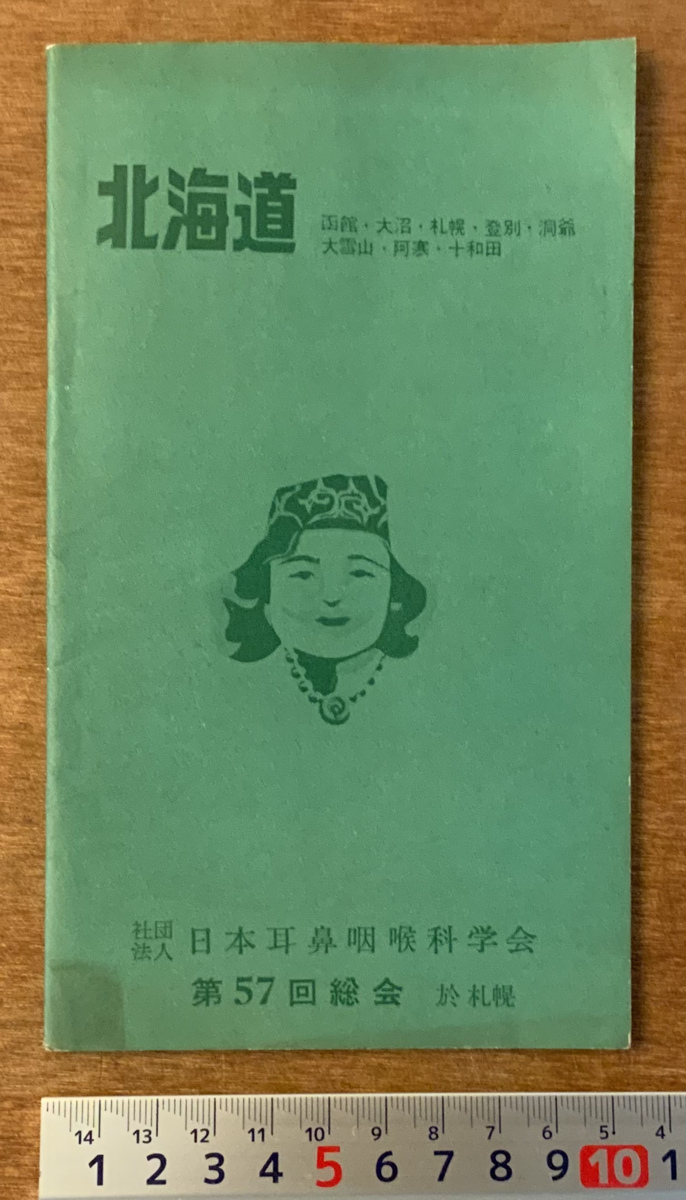 北海道
函館・大沼・札幌・登別・洞爺
大雪山・阿寒・十和田
社団法人 日本耳鼻咽喉科学会
第57回総会 於札幌
14 13 12 11 10 9 8 7 6 5 4
1 2 3 4 5 6 7 8 9 10 1